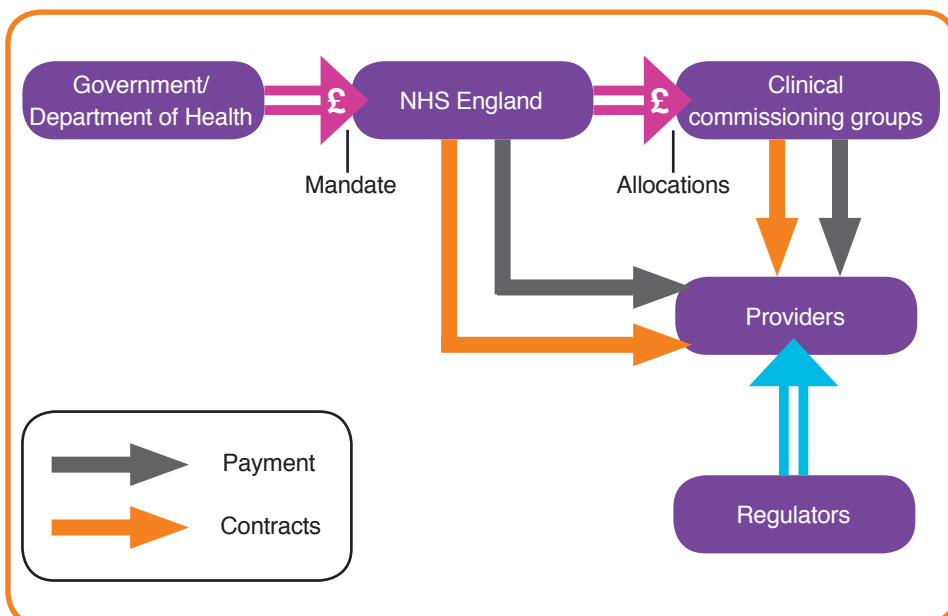 Government/
Department of Health
£
NHS England
£
Clinical
commissioning groups
Mandate
Allocations
Providers
Payment
Contracts
Regulators